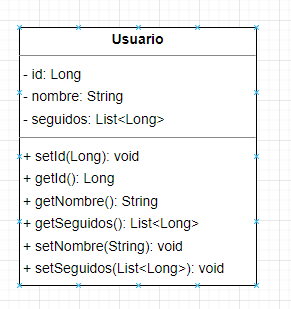 Usuario
- id: Long
- nombre: String
- seguidos: List<Long>
+ setId(Long): void
+ getId(): Long
+ getNombre(): String
+ getSeguidos(): List<Long>
+ setNombre(String): void
+ setSeguidos(List<Long>): void